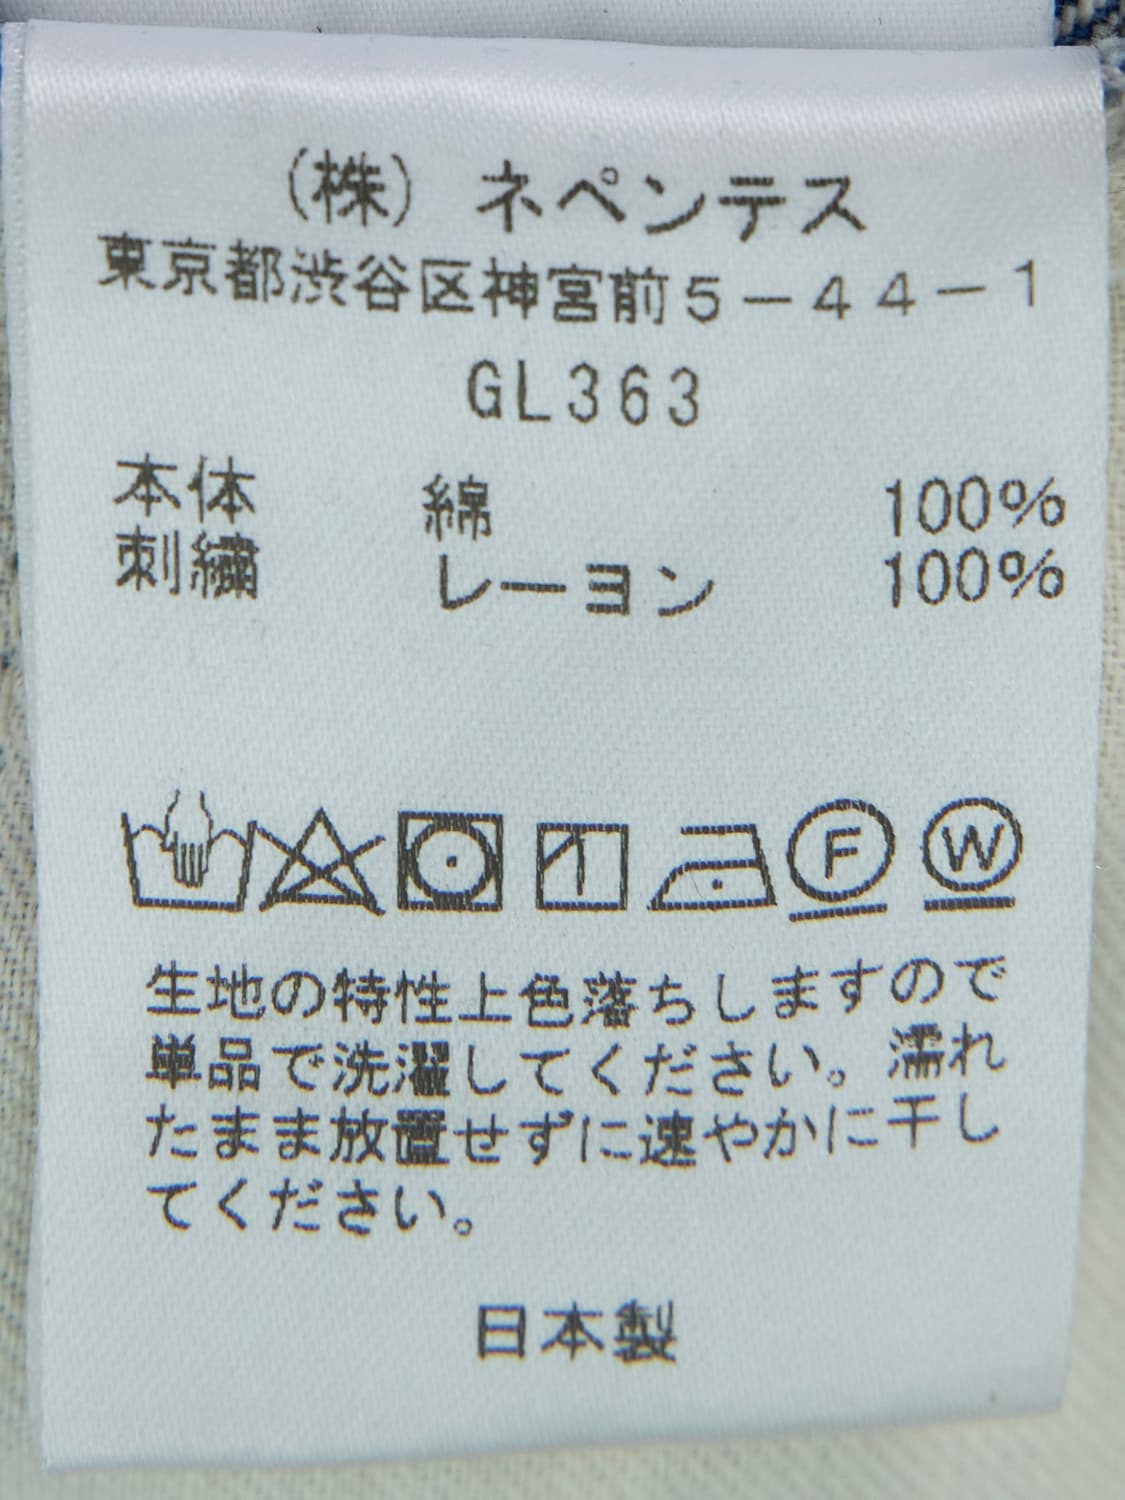 (株) ネペンテス
東京都渋谷区神宮前5-44-1
GL363
本体 綿 100%
刺繍 レーヨン 100%
F W
生地の特性上色落ちしますので
単品で洗濯してください。濡れ
たまま放置せずに速やかに干し
てください。
日本製